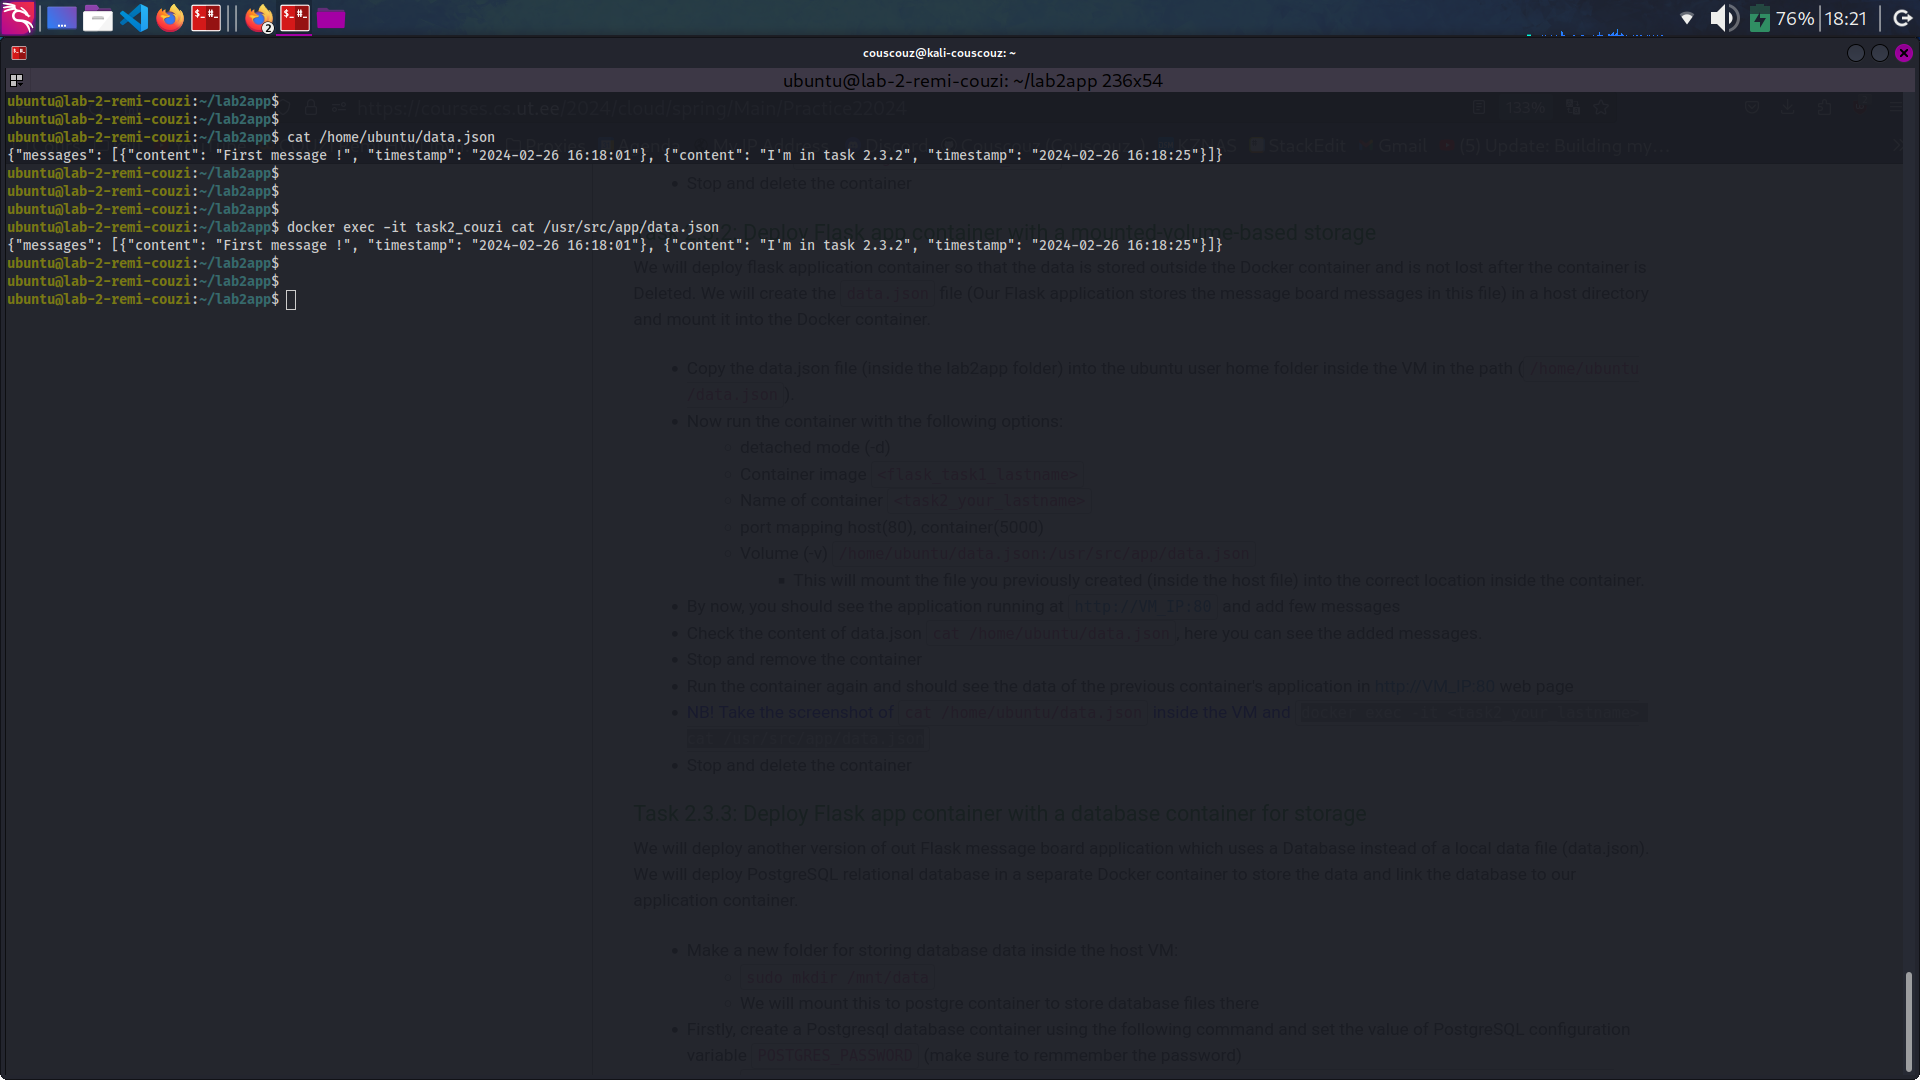 76% 18:21
couscouz@kali-couscouz: ~
ubuntu@lab-2-remi-couzi: ~/lab2app 236x54
ubuntu@lab-2-remi-couzi:~/lab2app$
https://courses.cs.ut.ee/2024/cloud/spring/Main/Practice22024
133%
ubuntu@lab-2-remi-couzi:~/lab2app$
ubuntu@lab-2-remi-couzi:~/lab2app$ cat /home/ubuntu/data.json
StackEdit Gmail (5) Update: Building my…
{"messages": [{"content": "First message !", "timestamp": "2024-02-26 16:18:01"}, {"content": "I'm in task 2.3.2", "timestamp": "2024-02-26 16:18:25"}]}
ubuntu@lab-2-remi-couzi:~/lab2app$
Stop and delete the container
ubuntu@lab-2-remi-couzi:~/lab2app$
ubuntu@lab-2-remi-couzi:~/lab2app$
ubuntu@lab-2-remi-couzi:~/lab2app$ docker exec -it task2_couzi cat /usr/src/app/data.json
Deploy Flask app container with a mounted-volume-based storage
{"messages": [{"content": "First message !", "timestamp": "2024-02-26 16:18:01"}, {"content": "I'm in task 2.3.2", "timestamp": "2024-02-26 16:18:25"}]}
ubuntu@lab-2-remi-couzi:~/lab2app$
ubuntu@lab-2-remi-couzi:~/lab2app$
ubuntu@lab-2-remi-couzi:~/lab2app$
We will deploy flask application container so that the data is stored outside the Docker container and is not lost after the container is
Deleted. We will create the data.json file (Our Flask application stores the message board messages in this file) in a host directory
and mount it into the Docker container.
Copy the data.json file (inside the lab2app folder) into the ubuntu user home folder inside the VM in the path ( /home/ubuntu
/data.json ).
Now run the container with the following options:
detached mode (-d)
Container image <flask_task1_lastname>
Name of container <task2_your_lastname>
port mapping host(80), container(5000)
Volume (-v) /home/ubuntu/data.json:/usr/src/app/data.json
This will mount the file you previously created (inside the host file) into the correct location inside the container.
By now, you should see the application running at http://VM_IP:80 and add few messages
Check the content of data.json cat /home/ubuntu/data.json , here you can see the added messages.
Stop and remove the container
Run the container again and should see the data of the previous container's application in http://VM_IP:80 web page
NB! Take the screenshot of cat /home/ubuntu/data.json inside the VM and docker exec -it <task2_your_lastname>
cat /usr/src/app/data.json
Stop and delete the container
Task 2.3.3: Deploy Flask app container with a database container for storage
We will deploy another version of out Flask message board application which uses a Database instead of a local data file (data.json).
We will deploy PostgreSQL relational database in a separate Docker container to store the data and link the database to our
application container.
Make a new folder for storing database data inside the host VM:
sudo mkdir /mnt/data
We will mount this to postgre container to store database files there
Firstly, create a Postgresql database container using the following command and set the value of PostgreSQL configuration
variable POSTGRES_PASSWORD (make sure to remmember the password)